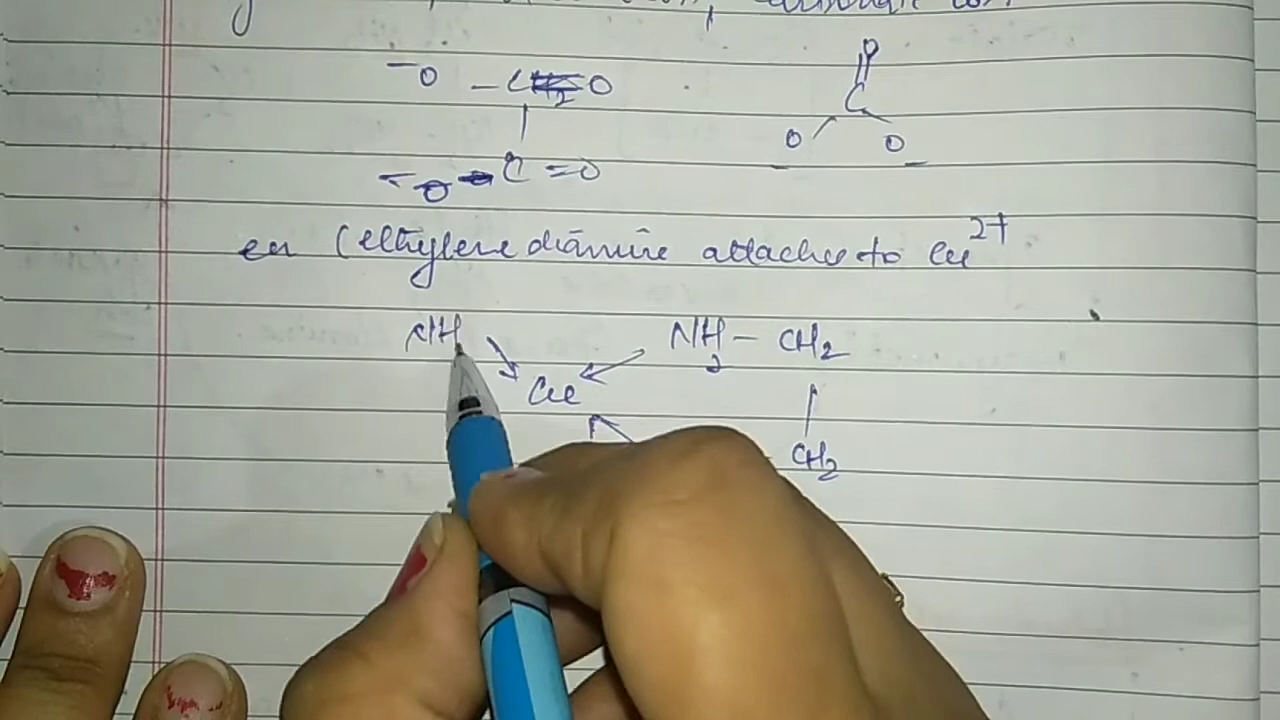 O
⁻O - C = O
C
O O
⁻O - C = O
en (ethylene diamine attaches to Cu²⁺
NH NH₂ - CH₂
Cu
CH₂